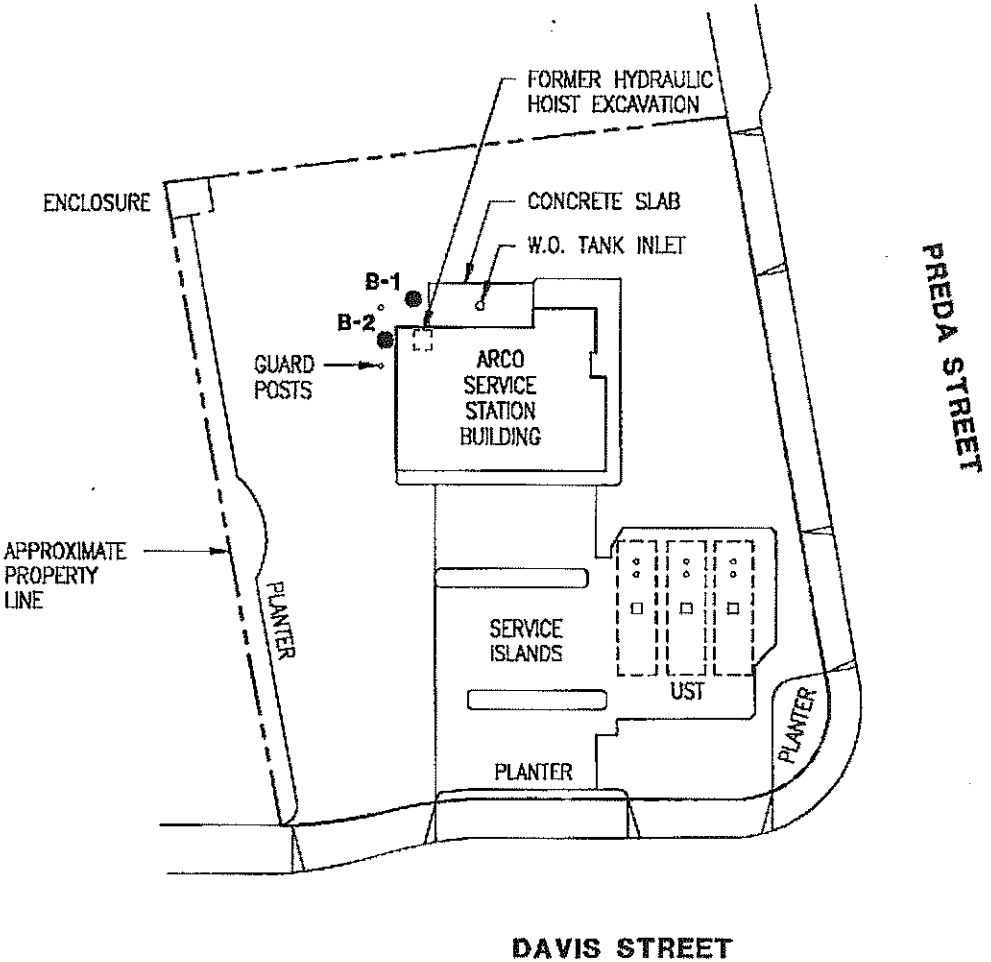 FORMER HYDRAULIC
HOIST EXCAVATION
ENCLOSURE
CONCRETE SLAB
W.O. TANK INLET
B-1
B-2
GUARD
POSTS
ARCO
SERVICE
STATION
BUILDING
PREDA STREET
APPROXIMATE
PROPERTY
LINE
PLANTER
SERVICE
ISLANDS
UST
PLANTER
PLANTER
DAVIS STREET